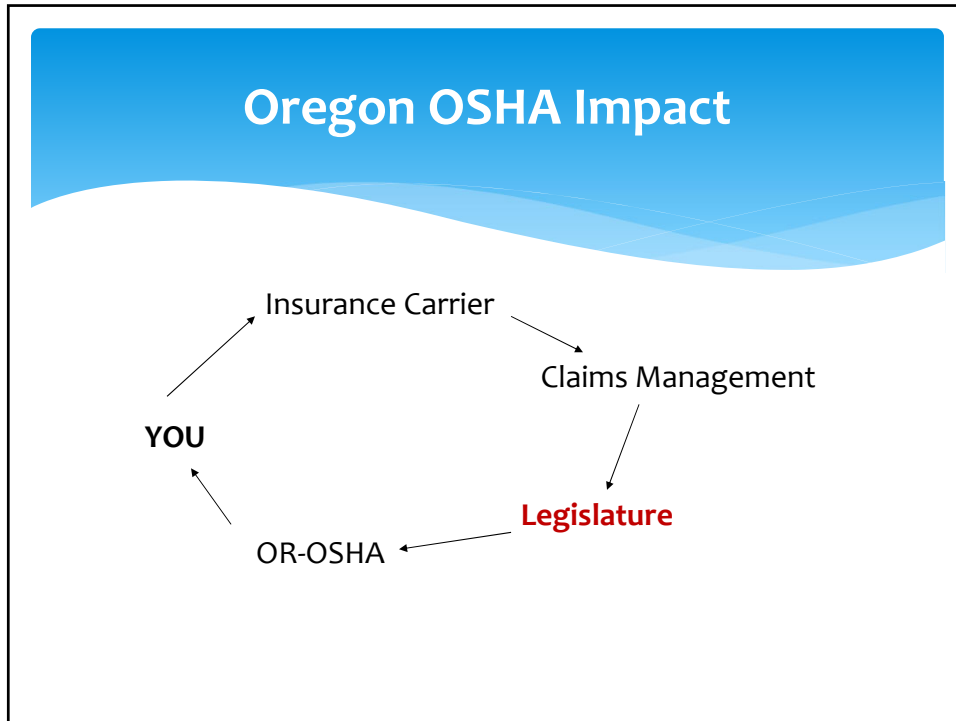 Oregon OSHA Impact
Insurance Carrier
Claims Management
YOU
Legislature
OR-OSHA